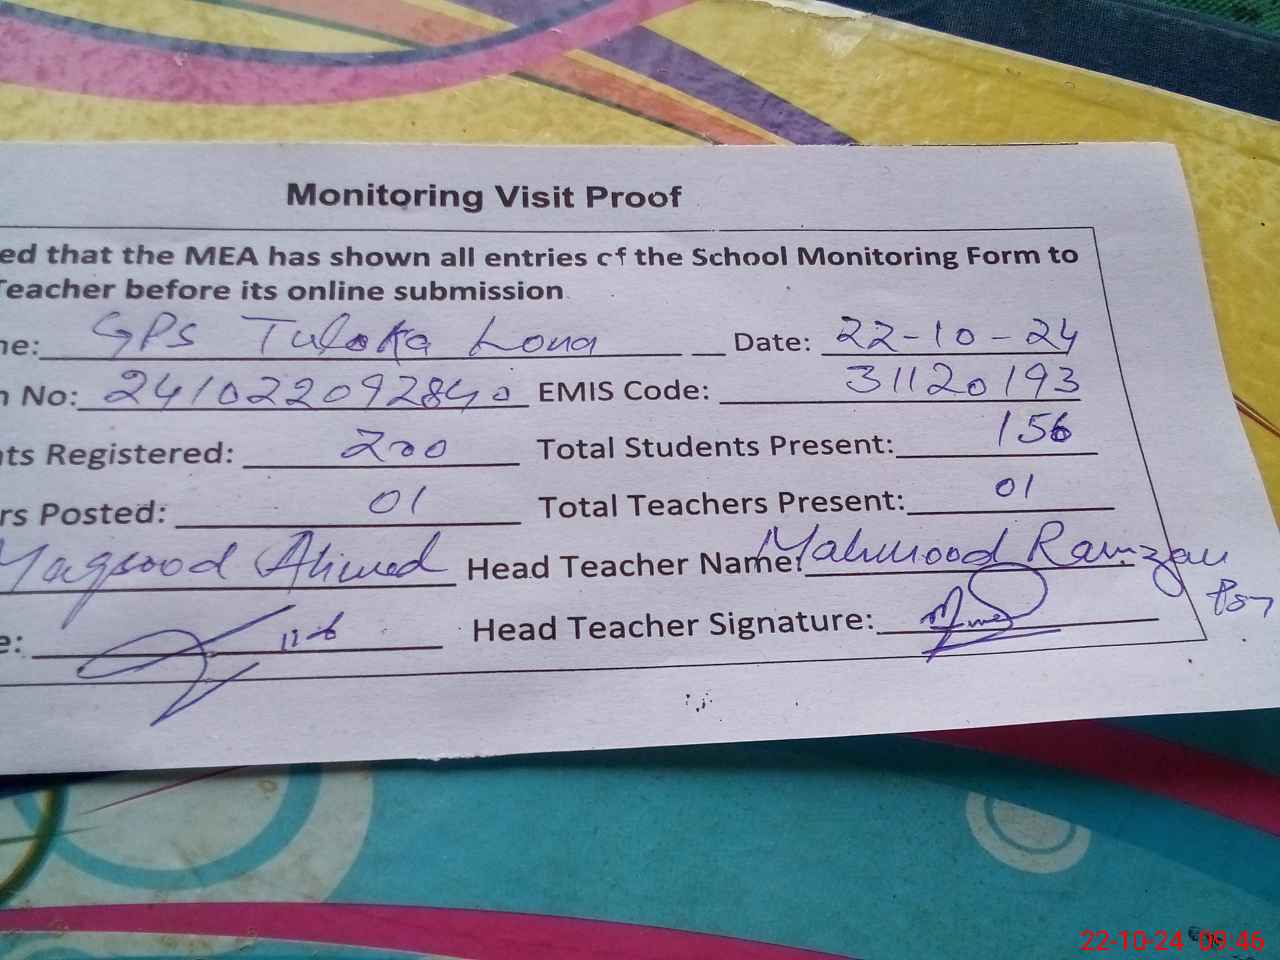 Monitoring Visit Proof
ed that the MEA has shown all entries of the School Monitoring Form to
Teacher before its online submission
ne: GPS Tuloka Lona Date: 22-10-24
n No: 241022092840 EMIS Code: 31120193
nts Registered: 200 Total Students Present: 156
rs Posted: 01 Total Teachers Present: 01
Maqsood Ahmed Head Teacher Name: Mahmood Ramzan
e: Head Teacher Signature:
22-10-24 09:46